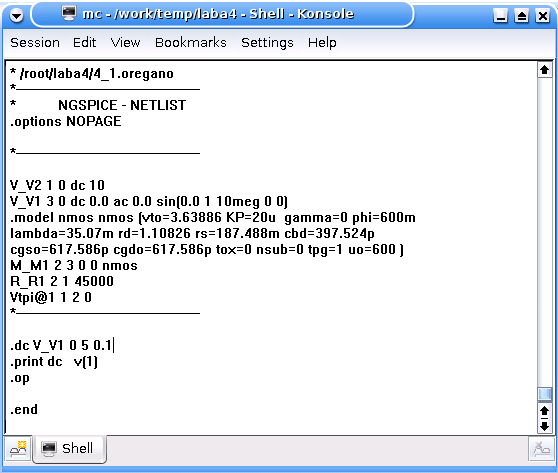 mc - /work/temp/laba4 - Shell - Konsole
Session Edit View Bookmarks Settings Help
* /root/laba4/4_1.oregano
*------------------------------
* NGSPICE - NETLIST
.options NOPAGE
*------------------------------
V_V2 1 0 dc 10
V_V1 3 0 dc 0.0 ac 0.0 sin(0.0 1 10meg 0 0)
.model nmos nmos (vto=3.63886 KP=20u gamma=0 phi=600m
lambda=35.07m rd=1.10826 rs=187.488m cbd=397.524p
cgso=617.586p cgdo=617.586p tox=0 nsub=0 tpg=1 uo=600 )
M_M1 2 3 0 0 nmos
R_R1 2 1 45000
Vtpi@1 1 2 0
*------------------------------
.dc V_V1 0 5 0.1
.print dc v(1)
.op
.end
Shell